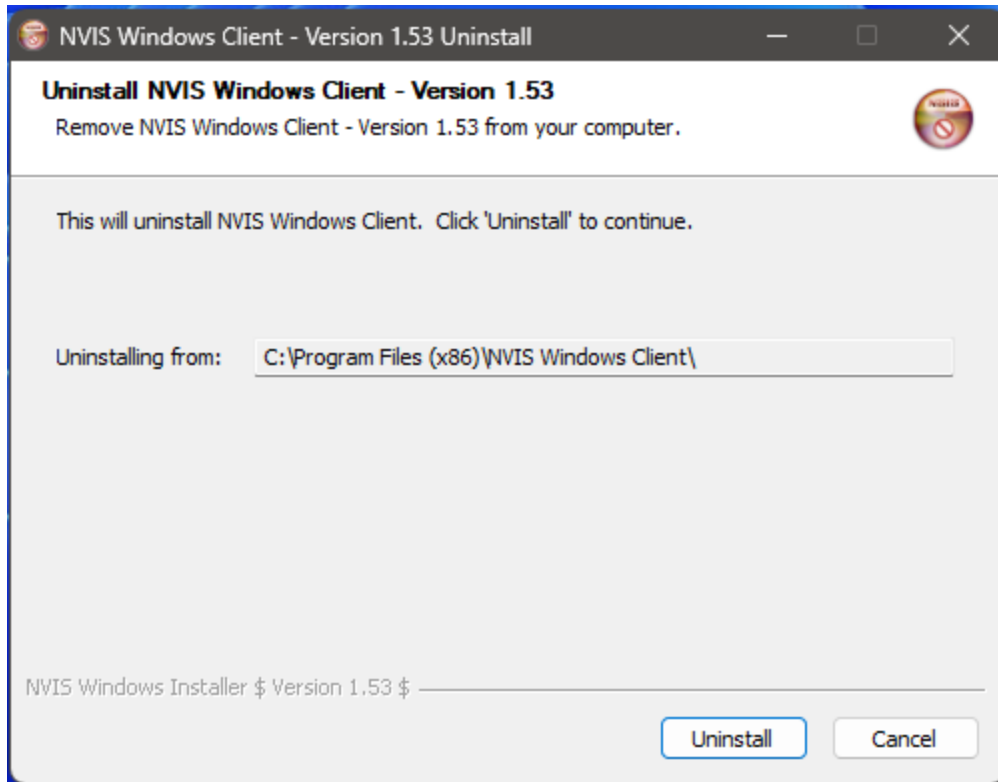 NVIS Windows Client - Version 1.53 Uninstall
Uninstall NVIS Windows Client - Version 1.53
Remove NVIS Windows Client - Version 1.53 from your computer.
This will uninstall NVIS Windows Client. Click 'Uninstall' to continue.
Uninstalling from: C:\Program Files (x86)\NVIS Windows Client\
NVIS Windows Installer $ Version 1.53 $
Uninstall Cancel